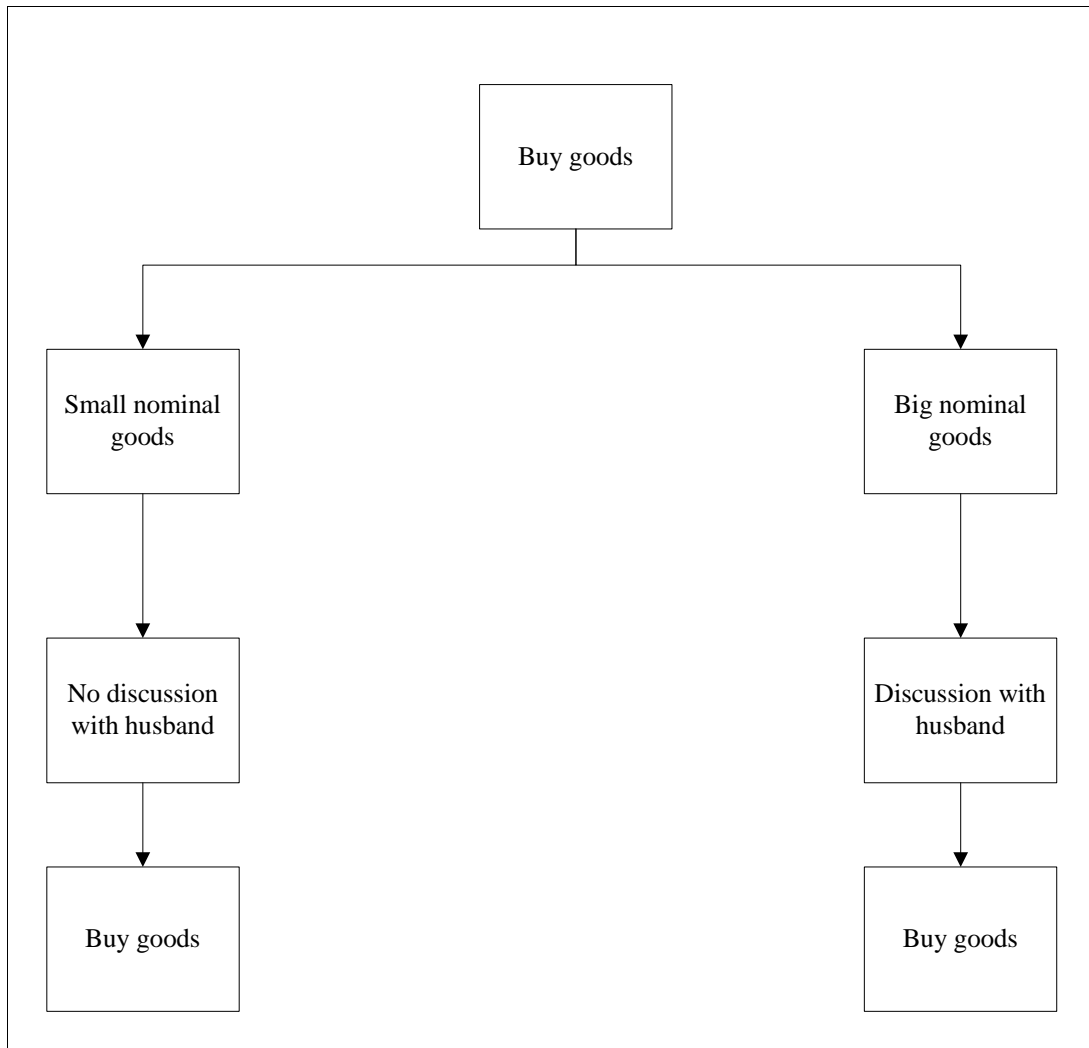 Buy goods
Small nominal
goods
Big nominal
goods
No discussion
with husband
Discussion with
husband
Buy goods
Buy goods